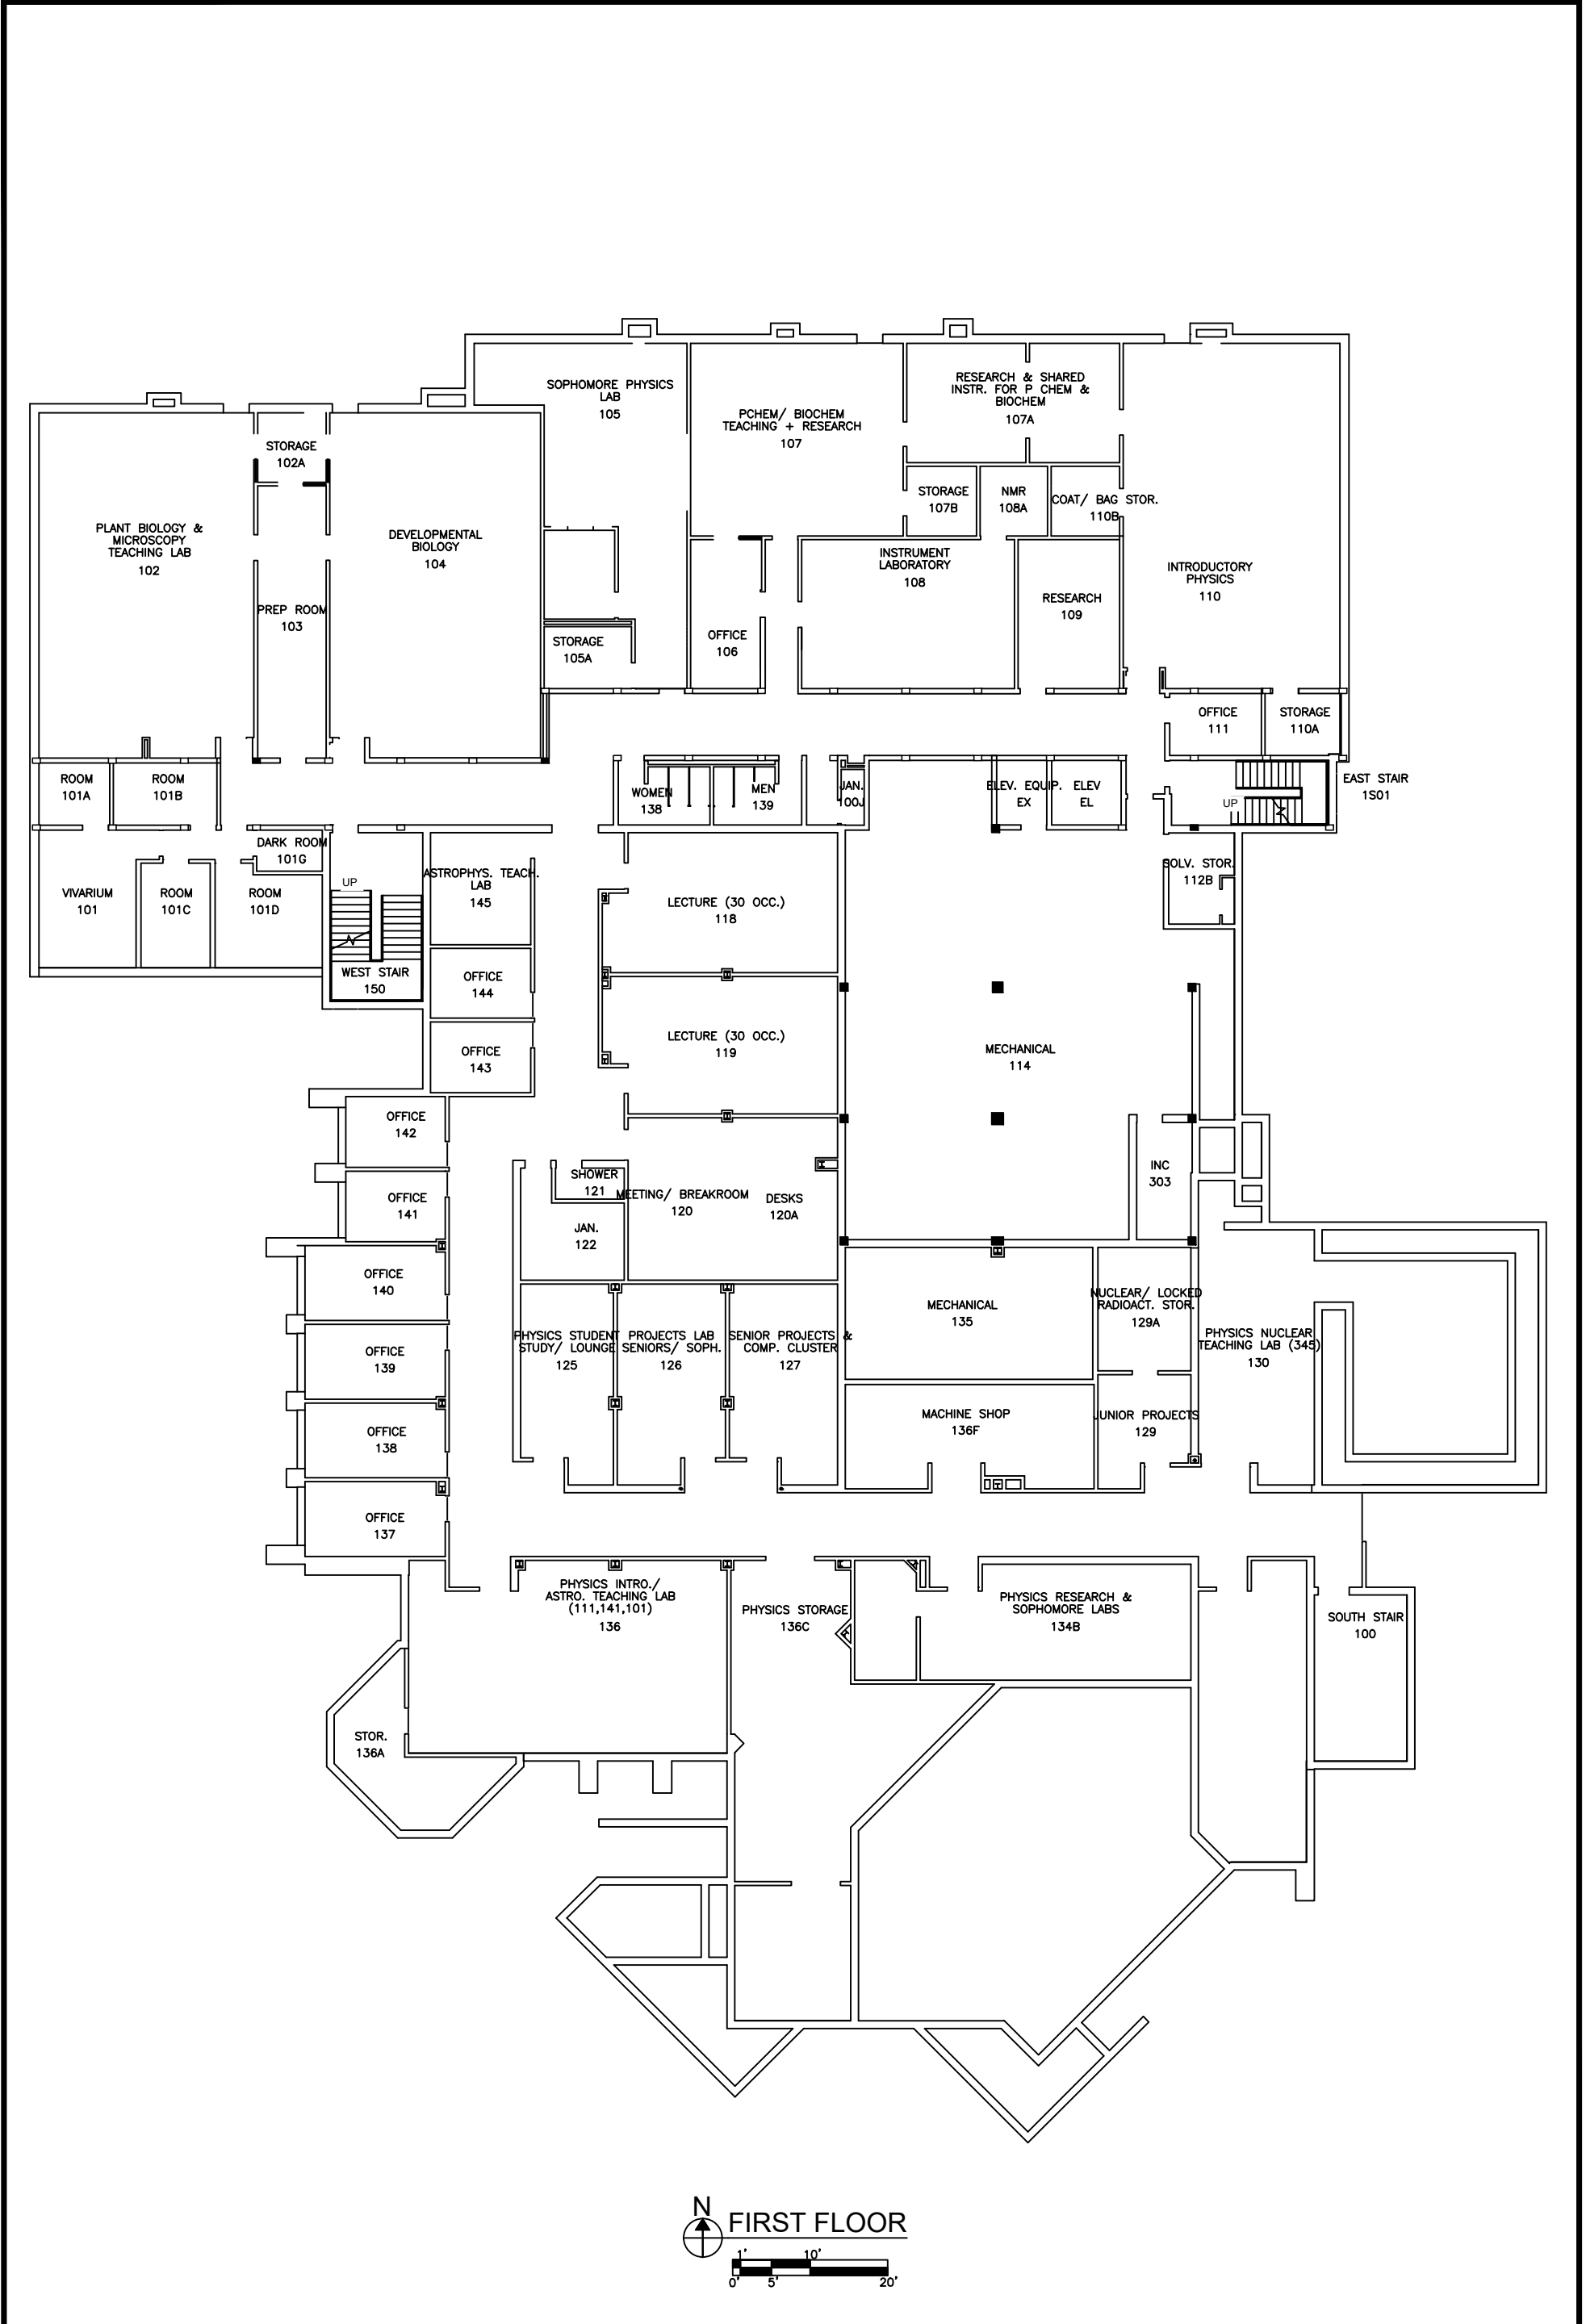 SOPHOMORE PHYSICS
LAB
105
PCHEM/ BIOCHEM
TEACHING + RESEARCH
107
RESEARCH & SHARED
INSTR. FOR P CHEM &
BIOCHEM
107A
STORAGE
102A
PLANT BIOLOGY &
MICROSCOPY
TEACHING LAB
102
DEVELOPMENTAL
BIOLOGY
104
STORAGE
107B
NMR
108A
COAT/ BAG STOR.
110B
INSTRUMENT
LABORATORY
108
INTRODUCTORY
PHYSICS
110
PREP ROOM
103
RESEARCH
109
STORAGE
105A
OFFICE
106
OFFICE
111
STORAGE
110A
ROOM
101A
ROOM
101B
WOMEN
138
MEN
139
JAN.
00J
ELEV. EQUIP.
EX
ELEV
EL
UP
EAST STAIR
1S01
DARK ROOM
101G
VIVARIUM
101
ROOM
101C
ROOM
101D
UP
WEST STAIR
150
ASTROPHYS. TEACH.
LAB
145
LECTURE (30 OCC.)
118
SOLV. STOR.
112B
OFFICE
144
OFFICE
143
LECTURE (30 OCC.)
119
MECHANICAL
114
OFFICE
142
OFFICE
141
SHOWER
121
MEETING/ BREAKROOM
120
DESKS
120A
INC
303
JAN.
122
OFFICE
140
MECHANICAL
135
NUCLEAR/ LOCKED
RADIOACT. STOR.
129A
PHYSICS NUCLEAR
TEACHING LAB (345)
130
OFFICE
139
PHYSICS STUDENT
STUDY/ LOUNGE
125
PROJECTS LAB
SENIORS/ SOPH.
126
SENIOR PROJECTS &
COMP. CLUSTER
127
OFFICE
138
MACHINE SHOP
136F
JUNIOR PROJECTS
129
OFFICE
137
PHYSICS INTRO./
ASTRO. TEACHING LAB
(111,141,101)
136
PHYSICS STORAGE
136C
PHYSICS RESEARCH &
SOPHOMORE LABS
134B
SOUTH STAIR
100
STOR.
136A
N
FIRST FLOOR
1' 10'
0' 5' 20'